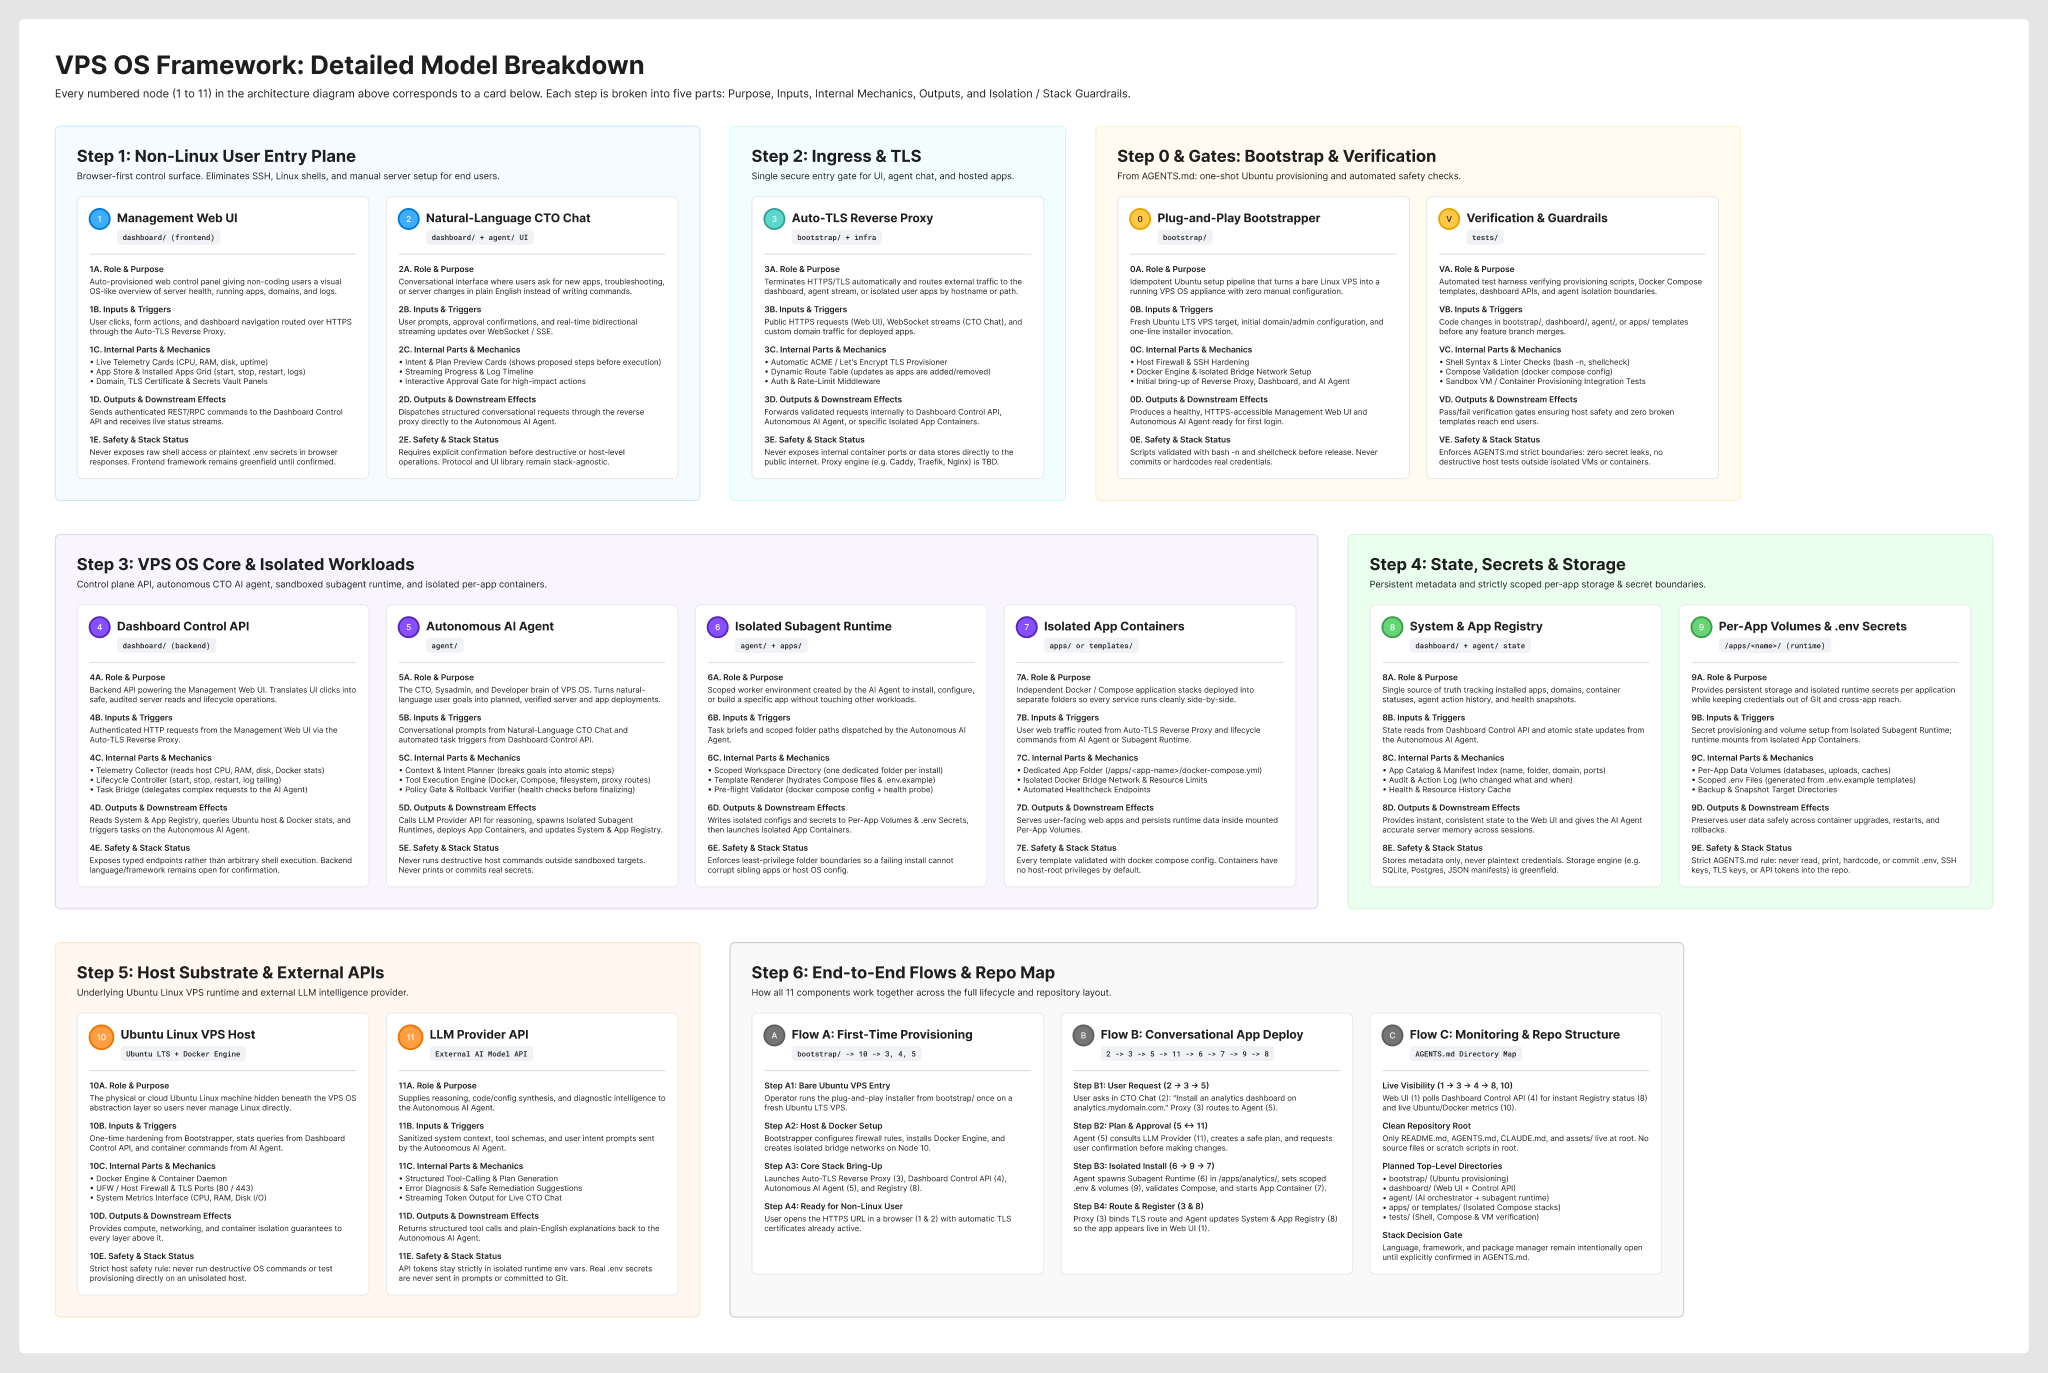 VPS OS Framework: Detailed Model Breakdown
Every numbered node (1 to 11) in the architecture diagram above corresponds to a card below. Each step is broken into five parts: Purpose, Inputs, Internal Mechanics, Outputs, and Isolation / Stack Guardrails.
Step 1: Non-Linux User Entry Plane
Browser-first control surface. Eliminates SSH, Linux shells, and manual server setup for end users.
1
Management Web UI
dashboard/ (frontend)
1A. Role & Purpose
Auto-provisioned web control panel giving non-coding users a visual
OS-like overview of server health, running apps, domains, and logs.
1B. Inputs & Triggers
User clicks, form actions, and dashboard navigation routed over HTTPS
through the Auto-TLS Reverse Proxy.
1C. Internal Parts & Mechanics
• Live Telemetry Cards (CPU, RAM, disk, uptime)
• App Store & Installed Apps Grid (start, stop, restart, logs)
• Domain, TLS Certificate & Secrets Vault Panels
1D. Outputs & Downstream Effects
Sends authenticated REST/RPC commands to the Dashboard Control
API and receives live status streams.
1E. Safety & Stack Status
Never exposes raw shell access or plaintext .env secrets in browser
responses. Frontend framework remains greenfield until confirmed.
2
Natural-Language CTO Chat
dashboard/ + agent/ UI
2A. Role & Purpose
Conversational interface where users ask for new apps, troubleshooting,
or server changes in plain English instead of writing commands.
2B. Inputs & Triggers
User prompts, approval confirmations, and real-time bidirectional
streaming updates over WebSocket / SSE.
2C. Internal Parts & Mechanics
• Intent & Plan Preview Cards (shows proposed steps before execution)
• Streaming Progress & Log Timeline
• Interactive Approval Gate for high-impact actions
2D. Outputs & Downstream Effects
Dispatches structured conversational requests through the reverse
proxy directly to the Autonomous AI Agent.
2E. Safety & Stack Status
Requires explicit confirmation before destructive or host-level
operations. Protocol and UI library remain stack-agnostic.
Step 2: Ingress & TLS
Single secure entry gate for UI, agent chat, and hosted apps.
3
Auto-TLS Reverse Proxy
bootstrap/ + infra
3A. Role & Purpose
Terminates HTTPS/TLS automatically and routes external traffic to the
dashboard, agent stream, or isolated user apps by hostname or path.
3B. Inputs & Triggers
Public HTTPS requests (Web UI), WebSocket streams (CTO Chat), and
custom domain traffic for deployed apps.
3C. Internal Parts & Mechanics
• Automatic ACME / Let's Encrypt TLS Provisioner
• Dynamic Route Table (updates as apps are added/removed)
• Auth & Rate-Limit Middleware
3D. Outputs & Downstream Effects
Forwards validated requests internally to Dashboard Control API,
Autonomous AI Agent, or specific Isolated App Containers.
3E. Safety & Stack Status
Never exposes internal container ports or data stores directly to the
public internet. Proxy engine (e.g. Caddy, Traefik, Nginx) is TBD.
Step 0 & Gates: Bootstrap & Verification
From AGENTS.md: one-shot Ubuntu provisioning and automated safety checks.
0
Plug-and-Play Bootstrapper
bootstrap/
0A. Role & Purpose
Idempotent Ubuntu setup pipeline that turns a bare Linux VPS into a
running VPS OS appliance with zero manual configuration.
0B. Inputs & Triggers
Fresh Ubuntu LTS VPS target, initial domain/admin configuration, and
one-line installer invocation.
0C. Internal Parts & Mechanics
• Host Firewall & SSH Hardening
• Docker Engine & Isolated Bridge Network Setup
• Initial bring-up of Reverse Proxy, Dashboard, and AI Agent
0D. Outputs & Downstream Effects
Produces a healthy, HTTPS-accessible Management Web UI and
Autonomous AI Agent ready for first login.
0E. Safety & Stack Status
Scripts validated with bash -n and shellcheck before release. Never
commits or hardcodes real credentials.
V
Verification & Guardrails
tests/
VA. Role & Purpose
Automated test harness verifying provisioning scripts, Docker Compose
templates, dashboard APIs, and agent isolation boundaries.
VB. Inputs & Triggers
Code changes in bootstrap/, dashboard/, agent/, or apps/ templates
before any feature branch merges.
VC. Internal Parts & Mechanics
• Shell Syntax & Linter Checks (bash -n, shellcheck)
• Compose Validation (docker compose config)
• Sandbox VM / Container Provisioning Integration Tests
VD. Outputs & Downstream Effects
Pass/fail verification gates ensuring host safety and zero broken
templates reach end users.
VE. Safety & Stack Status
Enforces AGENTS.md strict boundaries: zero secret leaks, no
destructive host tests outside isolated VMs or containers.
Step 3: VPS OS Core & Isolated Workloads
Control plane API, autonomous CTO AI agent, sandboxed subagent runtime, and isolated per-app containers.
4
Dashboard Control API
dashboard/ (backend)
4A. Role & Purpose
Backend API powering the Management Web UI. Translates UI clicks into
safe, audited server reads and lifecycle operations.
4B. Inputs & Triggers
Authenticated HTTP requests from the Management Web UI via the
Auto-TLS Reverse Proxy.
4C. Internal Parts & Mechanics
• Telemetry Collector (reads host CPU, RAM, disk, Docker stats)
• Lifecycle Controller (start, stop, restart, log tailing)
• Task Bridge (delegates complex requests to the AI Agent)
4D. Outputs & Downstream Effects
Reads System & App Registry, queries Ubuntu host & Docker stats, and
triggers tasks on the Autonomous AI Agent.
4E. Safety & Stack Status
Exposes typed endpoints rather than arbitrary shell execution. Backend
language/framework remains open for confirmation.
5
Autonomous AI Agent
agent/
5A. Role & Purpose
The CTO, Sysadmin, and Developer brain of VPS OS. Turns natural-
language user goals into planned, verified server and app deployments.
5B. Inputs & Triggers
Conversational prompts from Natural-Language CTO Chat and
automated task triggers from Dashboard Control API.
5C. Internal Parts & Mechanics
• Context & Intent Planner (breaks goals into atomic steps)
• Tool Execution Engine (Docker, Compose, filesystem, proxy routes)
• Policy Gate & Rollback Verifier (health checks before finalizing)
5D. Outputs & Downstream Effects
Calls LLM Provider API for reasoning, spawns Isolated Subagent
Runtimes, deploys App Containers, and updates System & App Registry.
5E. Safety & Stack Status
Never runs destructive host commands outside sandboxed targets.
Never prints or commits real secrets.
6
Isolated Subagent Runtime
agent/ + apps/
6A. Role & Purpose
Scoped worker environment created by the AI Agent to install, configure,
or build a specific app without touching other workloads.
6B. Inputs & Triggers
Task briefs and scoped folder paths dispatched by the Autonomous AI
Agent.
6C. Internal Parts & Mechanics
• Scoped Workspace Directory (one dedicated folder per install)
• Template Renderer (hydrates Compose files & .env.example)
• Pre-flight Validator (docker compose config + health probe)
6D. Outputs & Downstream Effects
Writes isolated configs and secrets to Per-App Volumes & .env Secrets,
then launches Isolated App Containers.
6E. Safety & Stack Status
Enforces least-privilege folder boundaries so a failing install cannot
corrupt sibling apps or host OS config.
7
Isolated App Containers
apps/ or templates/
7A. Role & Purpose
Independent Docker / Compose application stacks deployed into
separate folders so every service runs cleanly side-by-side.
7B. Inputs & Triggers
User web traffic routed from Auto-TLS Reverse Proxy and lifecycle
commands from AI Agent or Subagent Runtime.
7C. Internal Parts & Mechanics
• Dedicated App Folder (/apps/<app-name>/docker-compose.yml)
• Isolated Docker Bridge Network & Resource Limits
• Automated Healthcheck Endpoints
7D. Outputs & Downstream Effects
Serves user-facing web apps and persists runtime data inside mounted
Per-App Volumes.
7E. Safety & Stack Status
Every template validated with docker compose config. Containers have
no host-root privileges by default.
Step 4: State, Secrets & Storage
Persistent metadata and strictly scoped per-app storage & secret boundaries.
8
System & App Registry
dashboard/ + agent/ state
8A. Role & Purpose
Single source of truth tracking installed apps, domains, container
statuses, agent action history, and health snapshots.
8B. Inputs & Triggers
State reads from Dashboard Control API and atomic state updates from
the Autonomous AI Agent.
8C. Internal Parts & Mechanics
• App Catalog & Manifest Index (name, folder, domain, ports)
• Audit & Action Log (who changed what and when)
• Health & Resource History Cache
8D. Outputs & Downstream Effects
Provides instant, consistent state to the Web UI and gives the AI Agent
accurate server memory across sessions.
8E. Safety & Stack Status
Stores metadata only, never plaintext credentials. Storage engine (e.g.
SQLite, Postgres, JSON manifests) is greenfield.
9
Per-App Volumes & .env Secrets
/apps/<name>/ (runtime)
9A. Role & Purpose
Provides persistent storage and isolated runtime secrets per application
while keeping credentials out of Git and cross-app reach.
9B. Inputs & Triggers
Secret provisioning and volume setup from Isolated Subagent Runtime;
runtime mounts from Isolated App Containers.
9C. Internal Parts & Mechanics
• Per-App Data Volumes (databases, uploads, caches)
• Scoped .env Files (generated from .env.example templates)
• Backup & Snapshot Target Directories
9D. Outputs & Downstream Effects
Preserves user data safely across container upgrades, restarts, and
rollbacks.
9E. Safety & Stack Status
Strict AGENTS.md rule: never read, print, hardcode, or commit .env, SSH
keys, TLS keys, or API tokens into the repo.
Step 5: Host Substrate & External APIs
Underlying Ubuntu Linux VPS runtime and external LLM intelligence provider.
10
Ubuntu Linux VPS Host
Ubuntu LTS + Docker Engine
10A. Role & Purpose
The physical or cloud Ubuntu Linux machine hidden beneath the VPS OS
abstraction layer so users never manage Linux directly.
10B. Inputs & Triggers
One-time hardening from Bootstrapper, stats queries from Dashboard
Control API, and container commands from AI Agent.
10C. Internal Parts & Mechanics
• Docker Engine & Container Daemon
• UFW / Host Firewall & TLS Ports (80 / 443)
• System Metrics Interface (CPU, RAM, Disk I/O)
10D. Outputs & Downstream Effects
Provides compute, networking, and container isolation guarantees to
every layer above it.
10E. Safety & Stack Status
Strict host safety rule: never run destructive OS commands or test
provisioning directly on an unisolated host.
11
LLM Provider API
External AI Model API
11A. Role & Purpose
Supplies reasoning, code/config synthesis, and diagnostic intelligence to
the Autonomous AI Agent.
11B. Inputs & Triggers
Sanitized system context, tool schemas, and user intent prompts sent
by the Autonomous AI Agent.
11C. Internal Parts & Mechanics
• Structured Tool-Calling & Plan Generation
• Error Diagnosis & Safe Remediation Suggestions
• Streaming Token Output for Live CTO Chat
11D. Outputs & Downstream Effects
Returns structured tool calls and plain-English explanations back to the
Autonomous AI Agent.
11E. Safety & Stack Status
API tokens stay strictly in isolated runtime env vars. Real .env secrets
are never sent in prompts or committed to Git.
Step 6: End-to-End Flows & Repo Map
How all 11 components work together across the full lifecycle and repository layout.
A
Flow A: First-Time Provisioning
bootstrap/ -> 10 -> 3, 4, 5
Step A1: Bare Ubuntu VPS Entry
Operator runs the plug-and-play installer from bootstrap/ once on a
fresh Ubuntu LTS VPS.
Step A2: Host & Docker Setup
Bootstrapper configures firewall rules, installs Docker Engine, and
creates isolated bridge networks on Node 10.
Step A3: Core Stack Bring-Up
Launches Auto-TLS Reverse Proxy (3), Dashboard Control API (4),
Autonomous AI Agent (5), and Registry (8).
Step A4: Ready for Non-Linux User
User opens the HTTPS URL in a browser (1 & 2) with automatic TLS
certificates already active.
B
Flow B: Conversational App Deploy
2 -> 3 -> 5 -> 11 -> 6 -> 7 -> 9 -> 8
Step B1: User Request (2 → 3 → 5)
User asks in CTO Chat (2): "Install an analytics dashboard on
analytics.mydomain.com." Proxy (3) routes to Agent (5).
Step B2: Plan & Approval (5 ↔ 11)
Agent (5) consults LLM Provider (11), creates a safe plan, and requests
user confirmation before making changes.
Step B3: Isolated Install (6 → 9 → 7)
Agent spawns Subagent Runtime (6) in /apps/analytics/, sets scoped
.env & volumes (9), validates Compose, and starts App Container (7).
Step B4: Route & Register (3 & 8)
Proxy (3) binds TLS route and Agent updates System & App Registry (8)
so the app appears live in Web UI (1).
C
Flow C: Monitoring & Repo Structure
AGENTS.md Directory Map
Live Visibility (1 → 3 → 4 → 8, 10)
Web UI (1) polls Dashboard Control API (4) for instant Registry status (8)
and live Ubuntu/Docker metrics (10).
Clean Repository Root
Only README.md, AGENTS.md, CLAUDE.md, and assets/ live at root. No
source files or scratch scripts in root.
Planned Top-Level Directories
• bootstrap/ (Ubuntu provisioning)
• dashboard/ (Web UI + Control API)
• agent/ (AI orchestrator + subagent runtime)
• apps/ or templates/ (Isolated Compose stacks)
• tests/ (Shell, Compose & VM verification)
Stack Decision Gate
Language, framework, and package manager remain intentionally open
until explicitly confirmed in AGENTS.md.